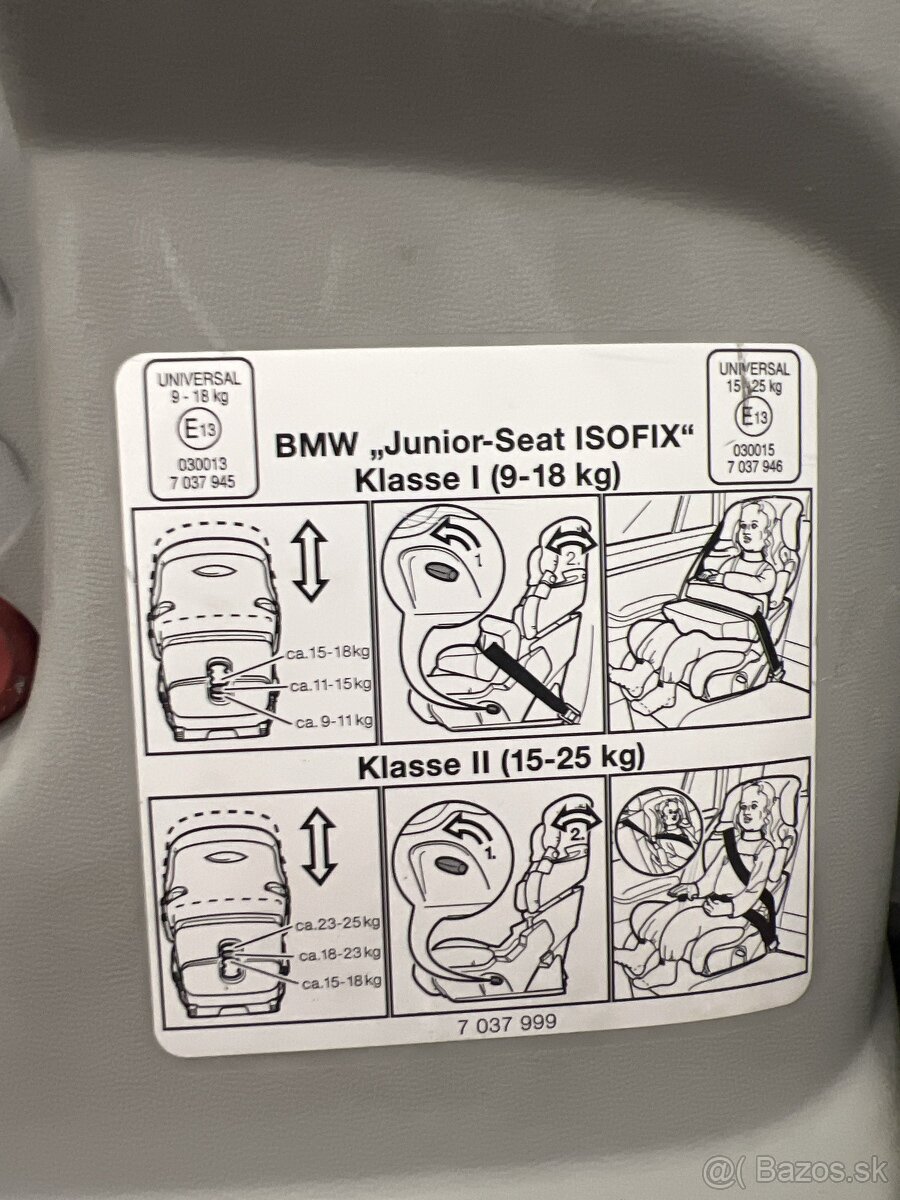 UNIVERSAL
9 - 18 kg
E13
030013
7 037 945
UNIVERSAL
15-25 kg
E13
030015
7 037 946
BMW „Junior-Seat ISOFIX“
Klasse I (9-18 kg)
ca.15-18kg
ca.11-15kg
ca. 9-11kg
1
2.
Klasse II (15-25 kg)
ca.23-25kg
ca.18-23kg
ca.15-18kg
1.
2.
7 037 999
@( Bazos.sk